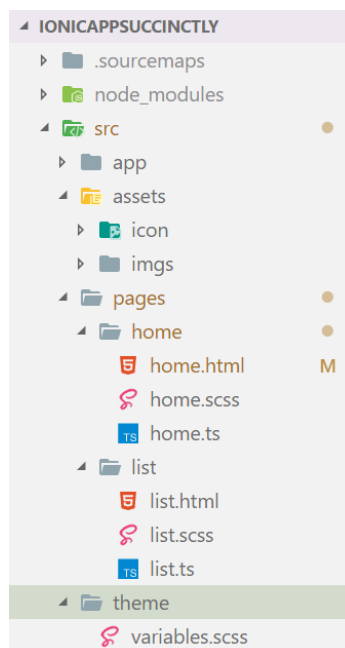 IONICAPPSUCCINCTLY
.sourcemaps
node_modules
src
app
assets
icon
imgs
pages
home
home.html M
home.scss
TS home.ts
list
list.html
list.scss
TS list.ts
theme
variables.scss